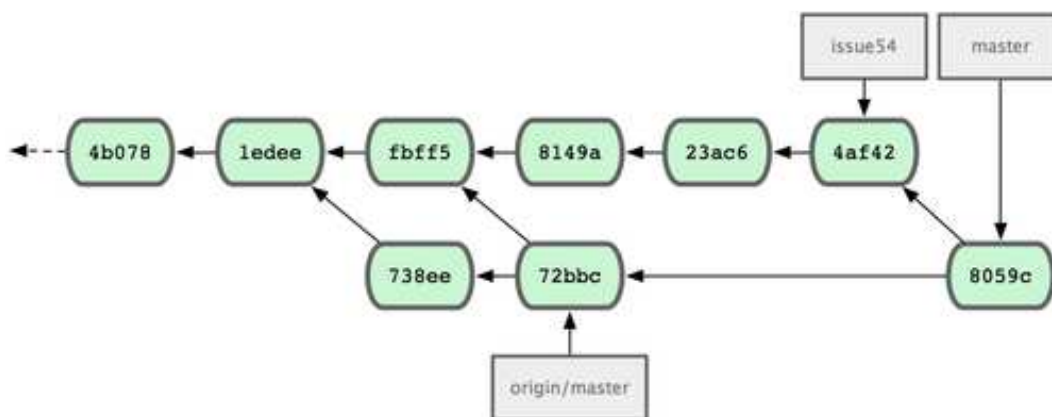 issue54 master
4b078 1edee fbff5 8149a 23ac6 4af42
738ee 72bbc 8059c
origin/master